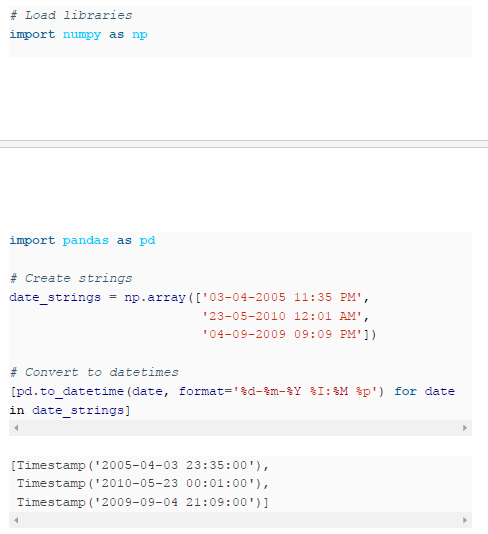 # Load libraries
import numpy as np
import pandas as pd
# Create strings
date_strings = np.array(['03-04-2005 11:35 PM',
'23-05-2010 12:01 AM',
'04-09-2009 09:09 PM'])
# Convert to datetimes
[pd.to_datetime(date, format='%d-%m-%Y %I:%M %p') for date
in date_strings]
[Timestamp('2005-04-03 23:35:00'),
Timestamp('2010-05-23 00:01:00'),
Timestamp('2009-09-04 21:09:00')]